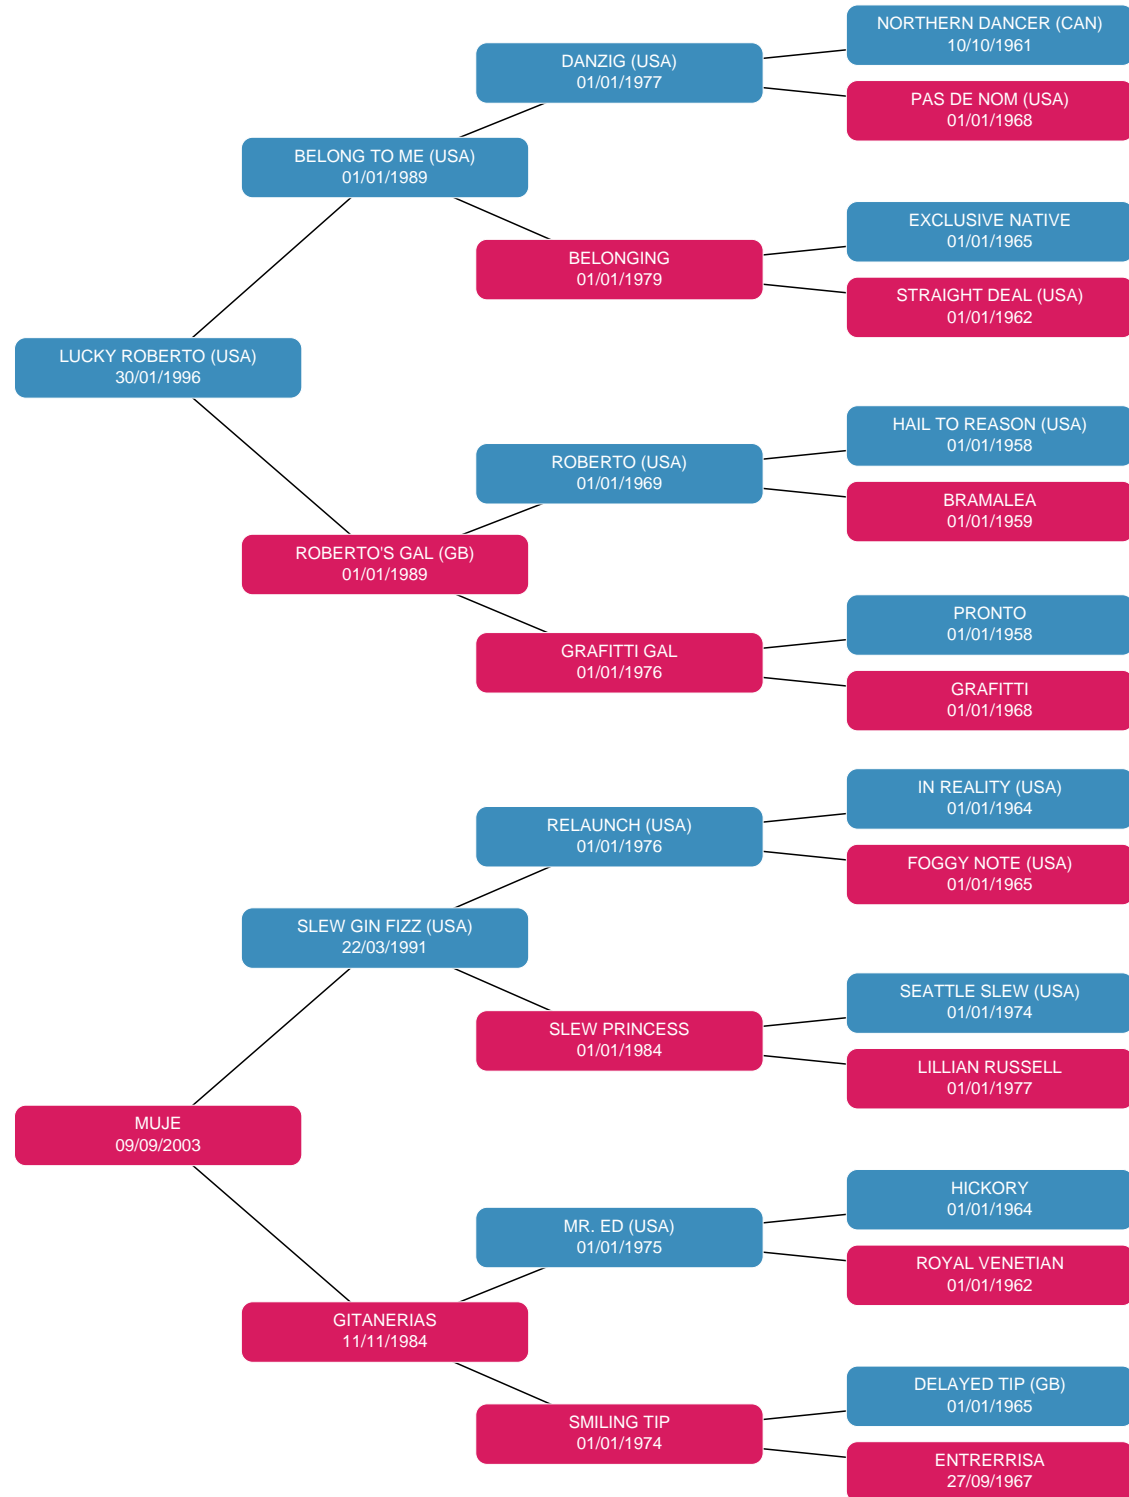 NORTHERN DANCER (CAN)
10/10/1961
DANZIG (USA)
01/01/1977
PAS DE NOM (USA)
01/01/1968
BELONG TO ME (USA)
01/01/1989
EXCLUSIVE NATIVE
01/01/1965
BELONGING
01/01/1979
STRAIGHT DEAL (USA)
01/01/1962
LUCKY ROBERTO (USA)
30/01/1996
HAIL TO REASON (USA)
01/01/1958
ROBERTO (USA)
01/01/1969
BRAMALEA
01/01/1959
ROBERTO'S GAL (GB)
01/01/1989
PRONTO
01/01/1958
GRAFITTI GAL
01/01/1976
GRAFITTI
01/01/1968
IN REALITY (USA)
01/01/1964
RELAUNCH (USA)
01/01/1976
FOGGY NOTE (USA)
01/01/1965
SLEW GIN FIZZ (USA)
22/03/1991
SEATTLE SLEW (USA)
01/01/1974
SLEW PRINCESS
01/01/1984
LILLIAN RUSSELL
01/01/1977
MUJE
09/09/2003
HICKORY
01/01/1964
MR. ED (USA)
01/01/1975
ROYAL VENETIAN
01/01/1962
GITANERIAS
11/11/1984
DELAYED TIP (GB)
01/01/1965
SMILING TIP
01/01/1974
ENTRERRISA
27/09/1967